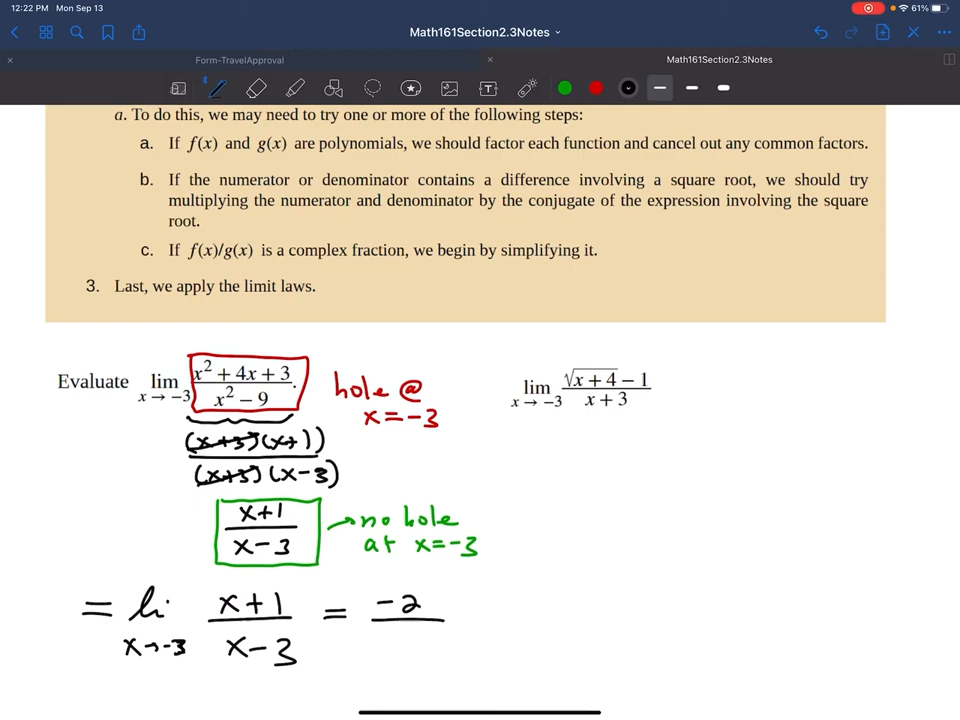 12:22 PM Mon Sep 13
61%
Math161Section2.3Notes
Form-TravelApproval
Math161Section2.3Notes
a. To do this, we may need to try one or more of the following steps:
a. If f(x) and g(x) are polynomials, we should factor each function and cancel out any common factors.
b. If the numerator or denominator contains a difference involving a square root, we should try
multiplying the numerator and denominator by the conjugate of the expression involving the square
root.
c. If f(x)/g(x) is a complex fraction, we begin by simplifying it.
3. Last, we apply the limit laws.
Evaluate lim x → −3 (x² + 4x + 3)/(x² − 9).
hole @
x = -3
(x+3)(x+1)
(x+3)(x-3)
x+1
x-3
→ no hole
at x=-3
= li x→-3 (x+1)/(x-3) = -2
lim x → −3 (√(x + 4) − 1)/(x + 3)